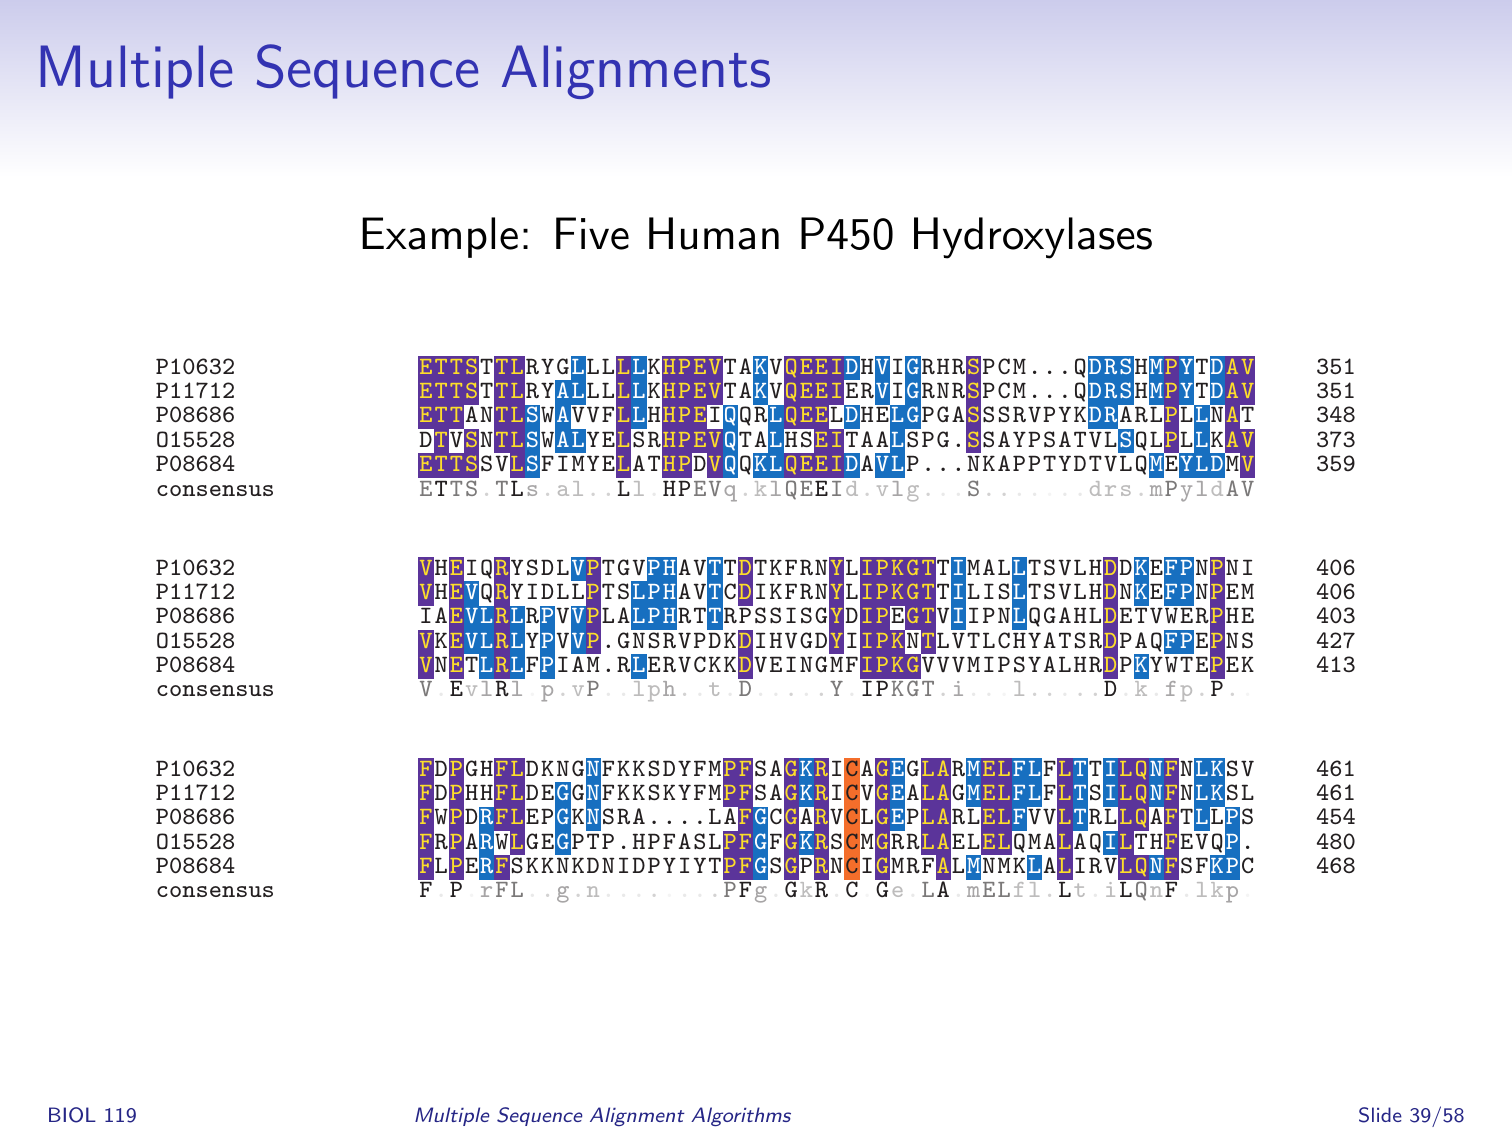 Multiple Sequence Alignments
Example: Five Human P450 Hydroxylases
P10632 ETTSTTLRYGLLLLLKHPEVTAKVQEEIDHVIGRHRSPCM...QDRSHMPYTDAV 351
P11712 ETTSTTLRYALLLLLKHPEVTAKVQEEIERVIGRNRSPCM...QDRSHMPYTDAV 351
P08686 ETTANTLSWAVVFLLHHPEIQQRLQEELDHELGPGASSSRVPYKDRARLPLLNAT 348
O15528 DTVSNTLSWALYELSRHPEVQTALHSEITAALSPG.SSAYPSATVLSQLPLLKAV 373
P08684 ETTSSVLSFIMYELATHPDVQQKLQEEIDAVLP...NKAPPTYDTVLQMEYLDMV 359
consensus ETTS.TLs.al..Ll.HPEVq.klQEEId.vlg...S.......drs.mPyldAV
P10632 VHEIQRYSDLVPTGVPHAVTTDTKFRNYLIPKGTTIMALLTSVLHDDKEFPNPNI 406
P11712 VHEVQRYIDLLPTSLPHAVTCDIKFRNYLIPKGTTILISLTSVLHDNKEFPNPEM 406
P08686 IAEVLRLRPVVPLALPHRTTRPSSISGYDIPEGTVIIPNLQGAHLDETVWERPHE 403
O15528 VKEVLRLYPVVP.GNSRVPDKDIHVGDYIIPKNTLVTLCHYATSRDPAQFPEPNS 427
P08684 VNETLRLFPIAM.RLERVCKKDVEINGMFIPKGVVVMIPSYALHRDPKYWTEPEK 413
consensus V.EvlRl.p.vP..lph..t.D.....Y.IPKGT.i...l.....D.k.fp.P..
P10632 FDPGHFLDKNGNFKKSDYFMPFSAGKRICAGEGLARMELFLFLTTILQNFNLKSV 461
P11712 FDPHHFLDEGGNFKKSKYFMPFSAGKRICVGEALAGMELFLFLTSILQNFNLKSL 461
P08686 FWPDRFLEPGKNSRA....LAFGCGARVCLGEPLARLELFVVLTRLLQAFTLLPS 454
O15528 FRPARWLGEGPTP.HPFASLPFGFGKRSCMGRRLAELELQMALAQILTHFEVQP. 480
P08684 FLPERFSKKNKDNIDPYIYTPFGSGPRNCIGMRFALMNMKLALIRVLQNFSFKPC 468
consensus F.P.rFL..g.n........PFg.GkR.C.Ge.LA.mELfl.Lt.iLQnF.lkp.
BIOL 119 Multiple Sequence Alignment Algorithms Slide 39/58